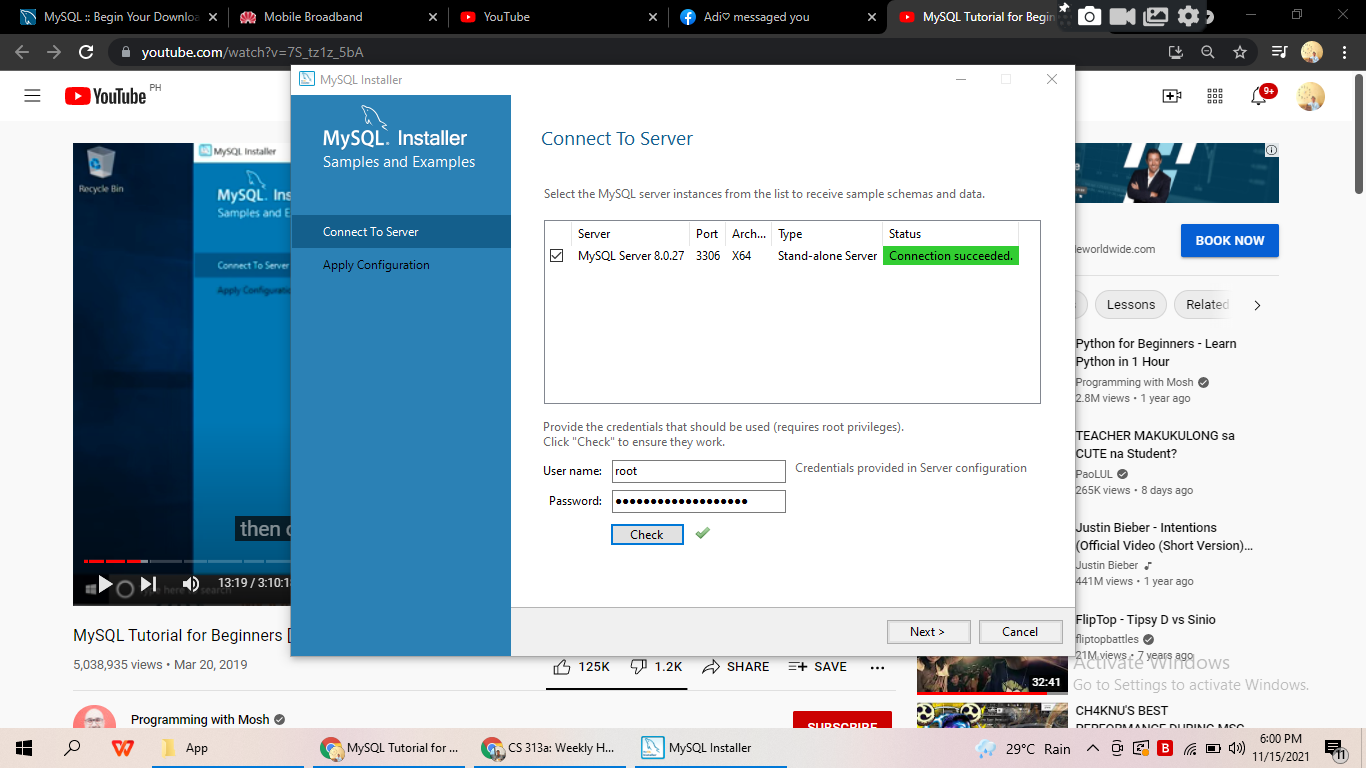 MySQL :: Begin Your Downloa
Mobile Broadband
YouTube
Adi♡ messaged you
MySQL Tutorial for Begin
youtube.com/watch?v=7S_tz1z_5bA
YouTube PH
9+
Recycle Bin
MySQL Installer
MySQL. Ins
Samples and E
Connect To Server
Apply Configuratio
then
13:19 / 3:10:18
MySQL Installer
MySQL. Installer
Samples and Examples
Connect To Server
Apply Configuration
Connect To Server
Select the MySQL server instances from the list to receive sample schemas and data.
Server Port Arch... Type Status
MySQL Server 8.0.27 3306 X64 Stand-alone Server Connection succeeded.
Provide the credentials that should be used (requires root privileges).
Click "Check" to ensure they work.
User name: root Credentials provided in Server configuration
Password: ●●●●●●●●●●●●●●●●●●●
Check
Next > Cancel
MySQL Tutorial for Beginners [
5,038,935 views • Mar 20, 2019
125K 1.2K SHARE SAVE ...
Programming with Mosh
SUBSCRIBE
leworldwide.com
BOOK NOW
Lessons
Related
Python for Beginners - Learn
Python in 1 Hour
Programming with Mosh
2.8M views • 1 year ago
TEACHER MAKUKULONG sa
CUTE na Student?
PaoLUL
265K views • 8 days ago
Justin Bieber - Intentions
(Official Video (Short Version)...
Justin Bieber
441M views • 1 year ago
FlipTop - Tipsy D vs Sinio
fliptopbattles
21M views • 7 years ago
32:41
Activate Windows
Go to Settings to activate Windows.
CH4KNU'S BEST
PERFORMANCE DURING MSC
App
MySQL Tutorial for ...
CS 313a: Weekly H...
MySQL Installer
29°C Rain
6:00 PM
11/15/2021
11